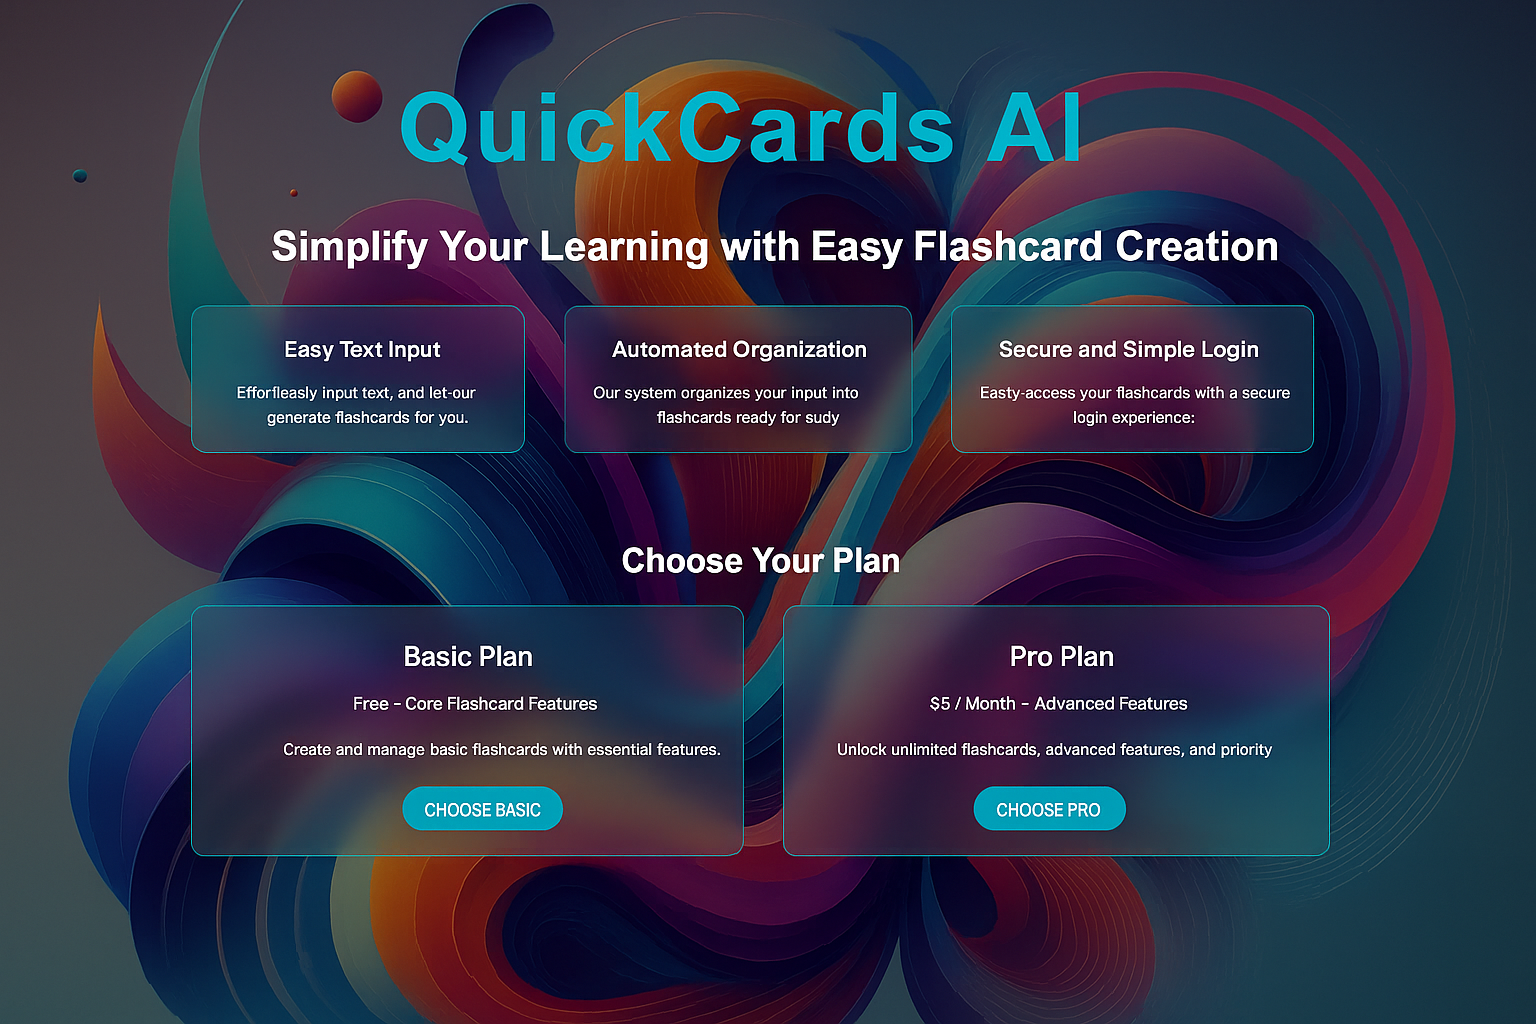 QuickCards AI
Simplify Your Learning with Easy Flashcard Creation
Easy Text Input
Efforfleasly input text, and let-our
generate flashcards for you.
Automated Organization
Our system organizes your input into
flashcards ready for sudy
Secure and Simple Login
Easty-access your flashcards with a secure
login experience:
Choose Your Plan
Basic Plan
Free - Core Flashcard Features
Create and manage basic flashcards with essential features.
CHOOSE BASIC
Pro Plan
$5 / Month - Advanced Features
Unlock unlimited flashcards, advanced features, and priority
CHOOSE PRO